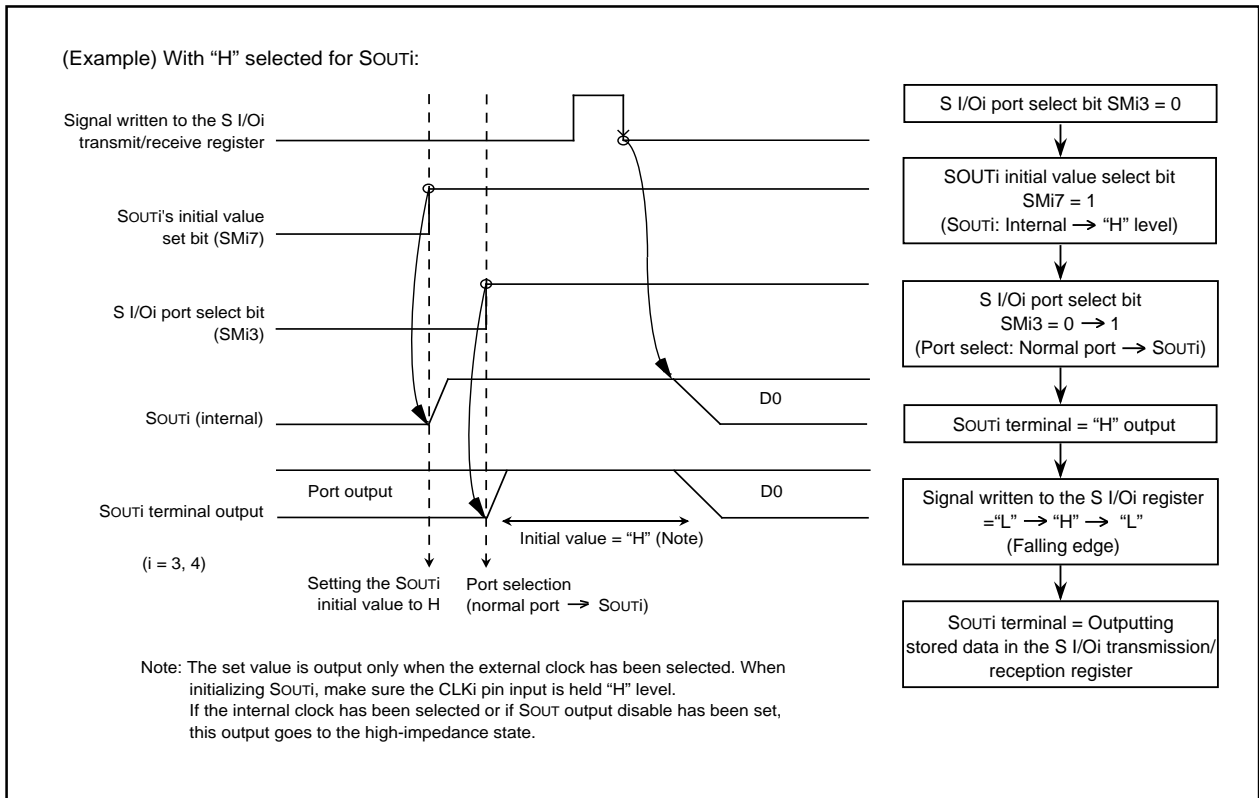 (Example) With “H” selected for SOUTi:
Signal written to the S I/Oi
transmit/receive register
SOUTi's initial value
set bit (SMi7)
S I/Oi port select bit
(SMi3)
SOUTi (internal)
D0
Port output
D0
SOUTi terminal output
Initial value = “H” (Note)
(i = 3, 4)
Setting the SOUTi
initial value to H
Port selection
(normal port → SOUTi)
Note: The set value is output only when the external clock has been selected. When
initializing SOUTi, make sure the CLKi pin input is held “H” level.
If the internal clock has been selected or if SOUT output disable has been set,
this output goes to the high-impedance state.
S I/Oi port select bit SMi3 = 0
SOUTi initial value select bit
SMi7 = 1
(SOUTi: Internal → “H” level)
S I/Oi port select bit
SMi3 = 0 → 1
(Port select: Normal port → SOUTi)
SOUTi terminal = “H” output
Signal written to the S I/Oi register
=“L” → “H” → “L”
(Falling edge)
SOUTi terminal = Outputting
stored data in the S I/Oi transmission/
reception register